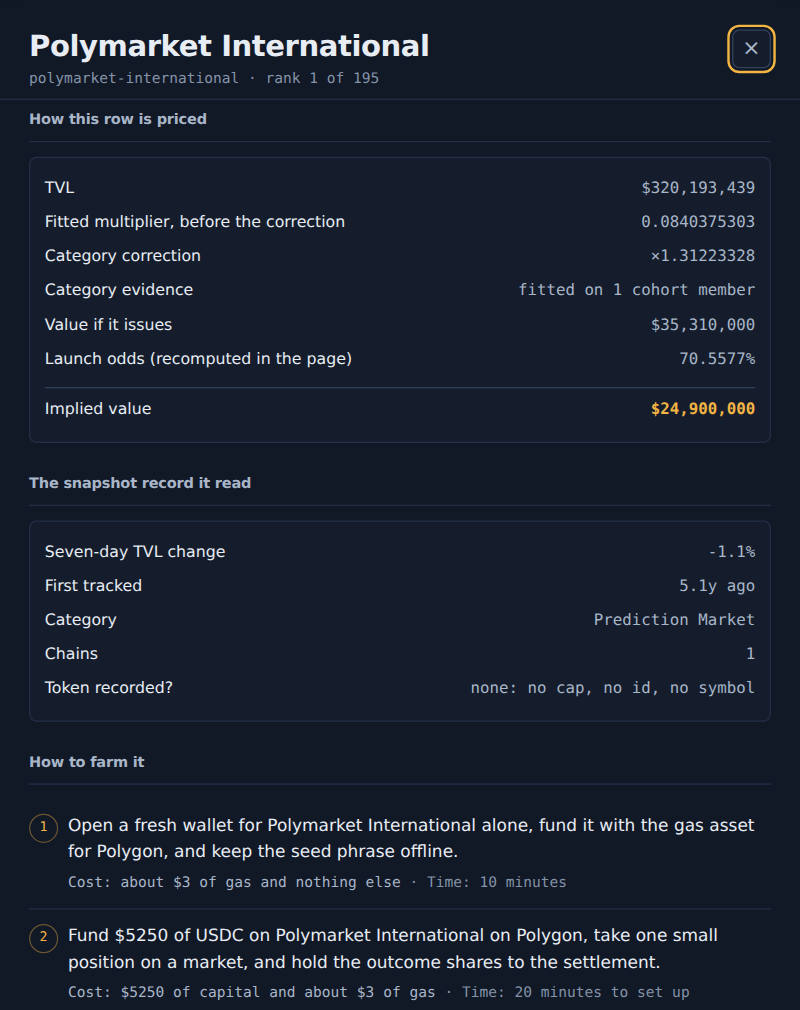 Polymarket International
polymarket-international · rank 1 of 195
How this row is priced
TVL $320,193,439
Fitted multiplier, before the correction 0.0840375303
Category correction ×1.31223328
Category evidence fitted on 1 cohort member
Value if it issues $35,310,000
Launch odds (recomputed in the page) 70.5577%
Implied value $24,900,000
The snapshot record it read
Seven-day TVL change -1.1%
First tracked 5.1y ago
Category Prediction Market
Chains 1
Token recorded? none: no cap, no id, no symbol
How to farm it
1 Open a fresh wallet for Polymarket International alone, fund it with the gas asset
for Polygon, and keep the seed phrase offline.
Cost: about $3 of gas and nothing else · Time: 10 minutes
2 Fund $5250 of USDC on Polymarket International on Polygon, take one small
position on a market, and hold the outcome shares to the settlement.
Cost: $5250 of capital and about $3 of gas · Time: 20 minutes to set up